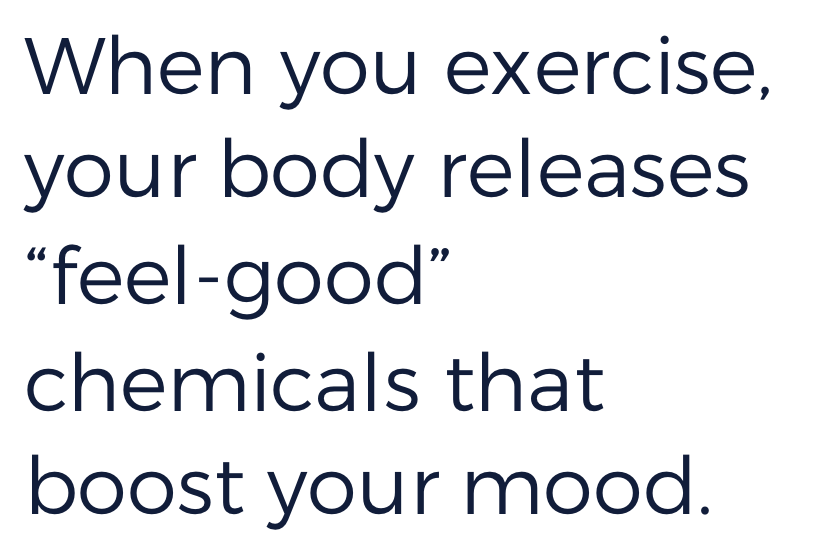 When you exercise,
your body releases
“feel-good”
chemicals that
boost your mood.